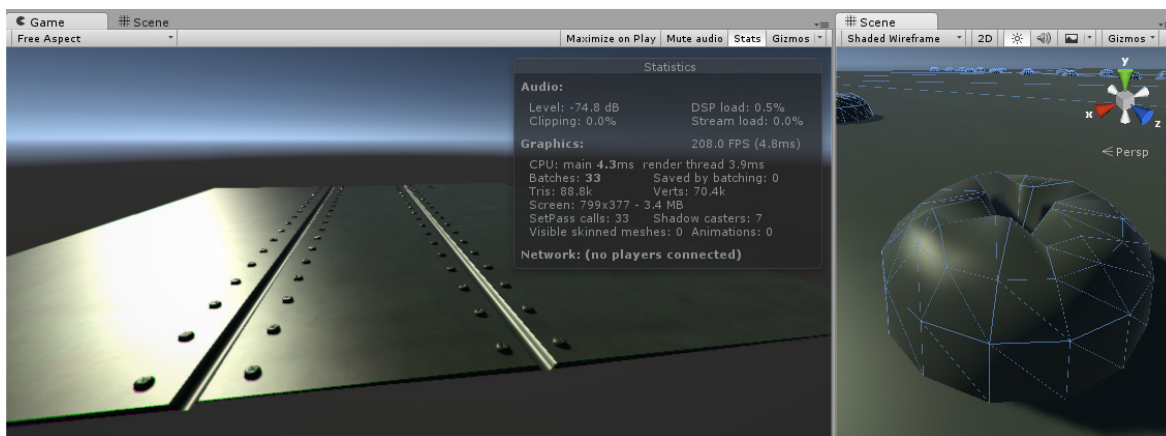 Game Scene
Free Aspect Maximize on Play Mute audio Stats Gizmos
Statistics
Audio:
Level: -74.8 dB DSP load: 0.5%
Clipping: 0.0% Stream load: 0.0%
Graphics: 208.0 FPS (4.8ms)
CPU: main 4.3ms render thread 3.9ms
Batches: 33 Saved by batching: 0
Tris: 88.8k Verts: 70.4k
Screen: 799x377 - 3.4 MB
SetPass calls: 33 Shadow casters: 7
Visible skinned meshes: 0 Animations: 0
Network: (no players connected)
Scene
Shaded Wireframe 2D Gizmos
y
x
z
Persp